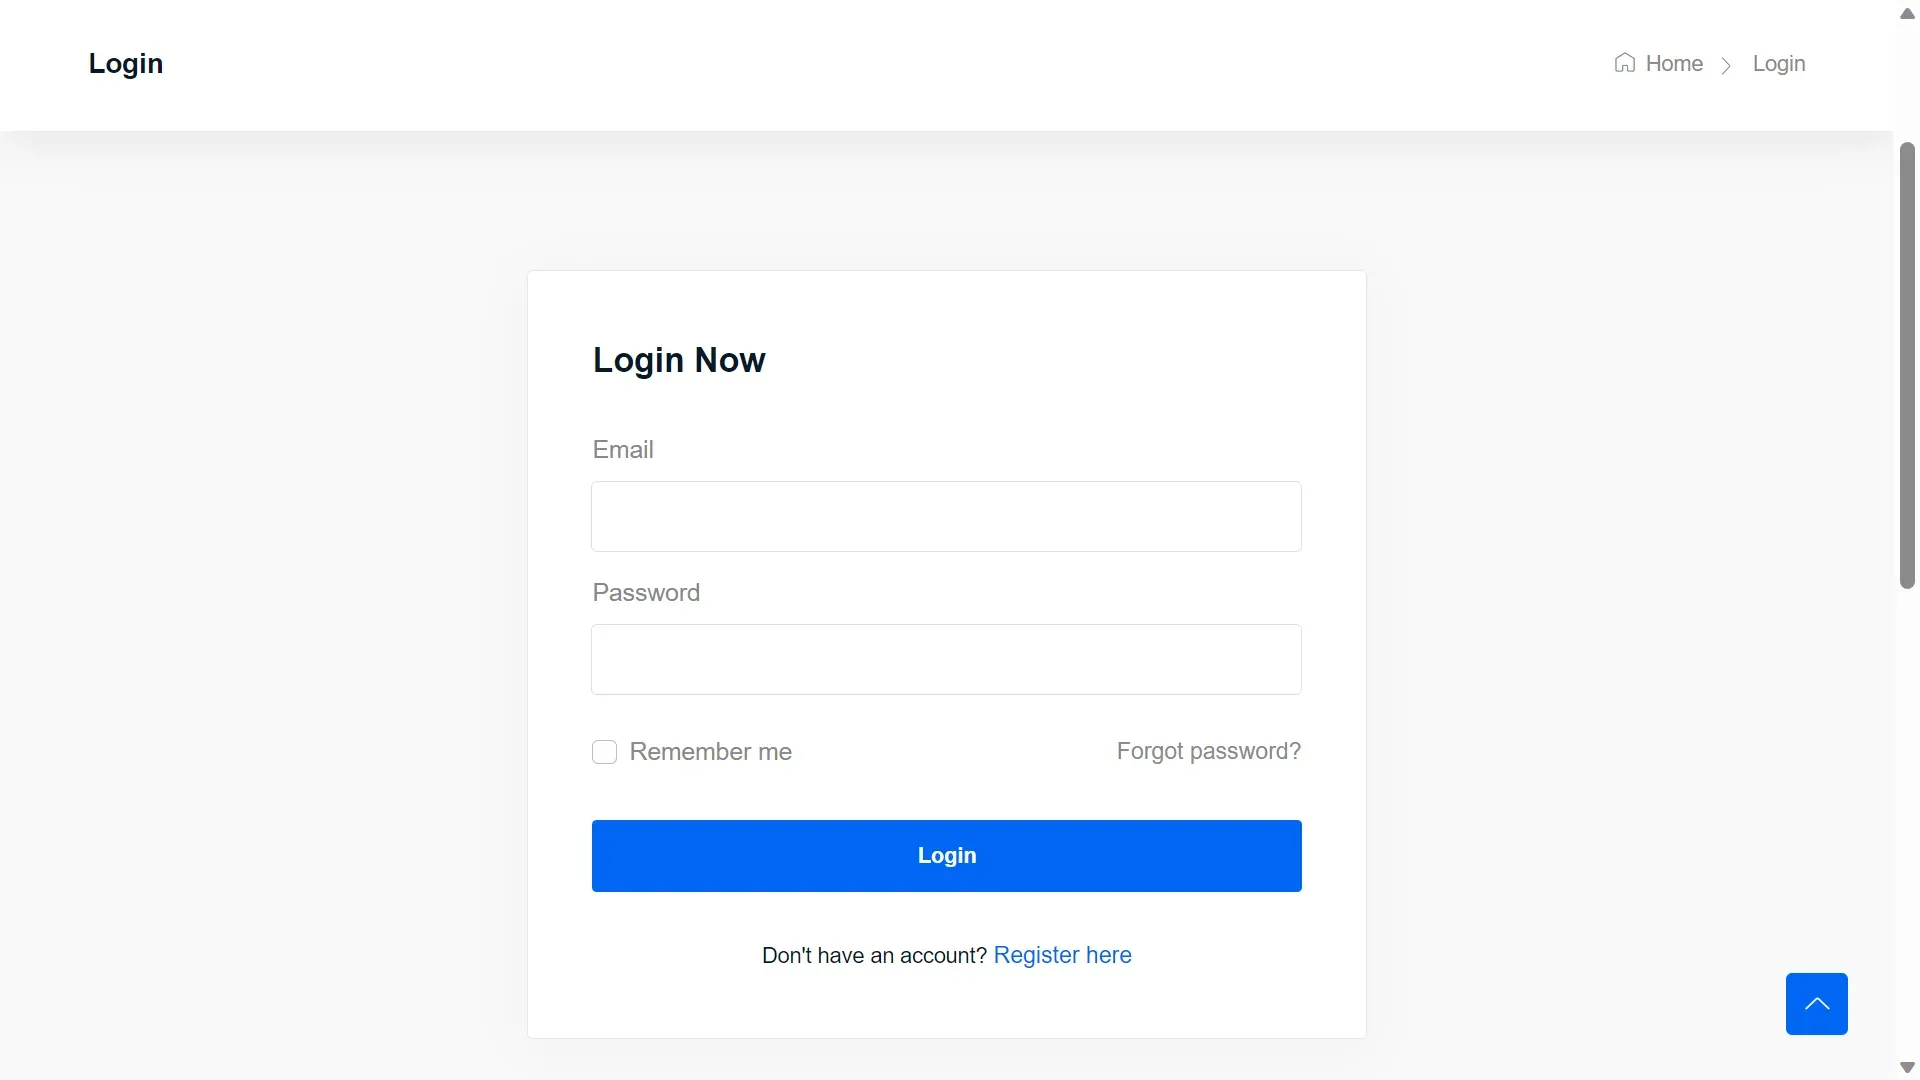 Login
Home
Login
Login Now
Email
Password
Remember me
Forgot password?
Login
Don't have an account? Register here